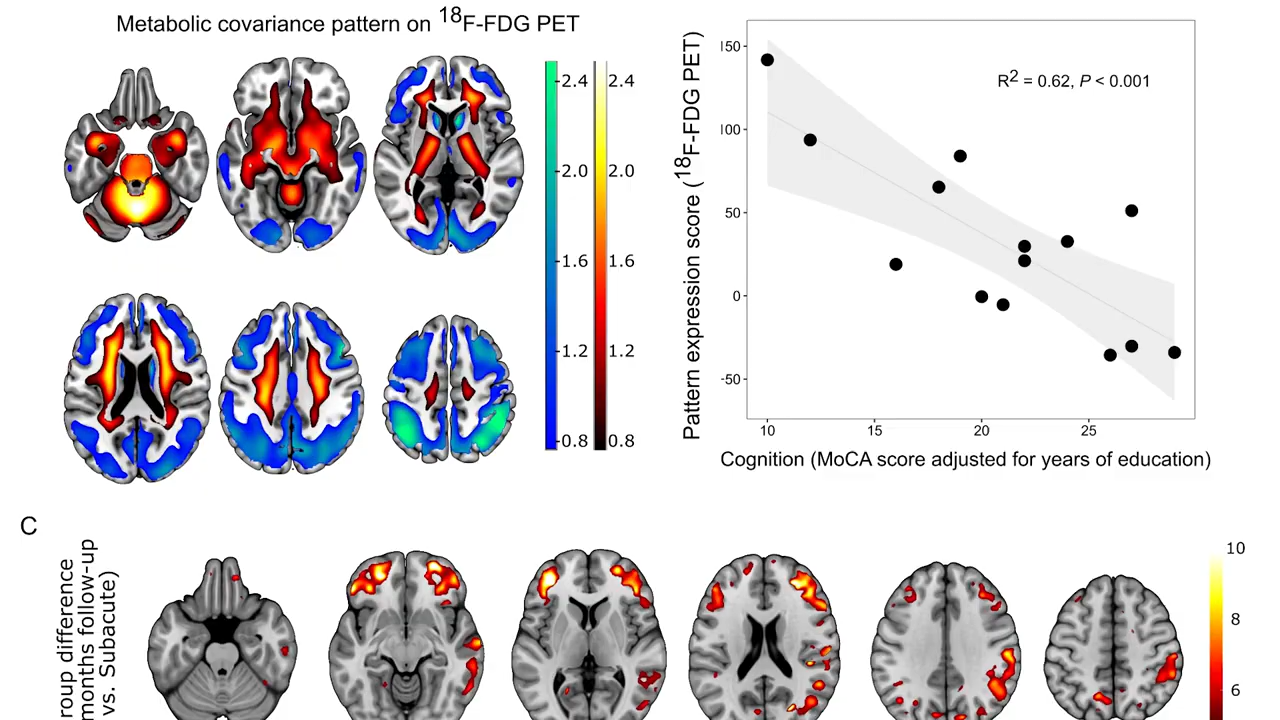 Metabolic covariance pattern on 18F-FDG PET
2.4
2.0
1.6
1.2
0.8
2.4
2.0
1.6
1.2
0.8
Pattern expression score (18F-FDG PET)
150
100
50
0
-50
R2 = 0.62, P < 0.001
10
15
20
25
Cognition (MoCA score adjusted for years of education)
C
roup difference
months follow-up
vs. Subacute)
10
8
6